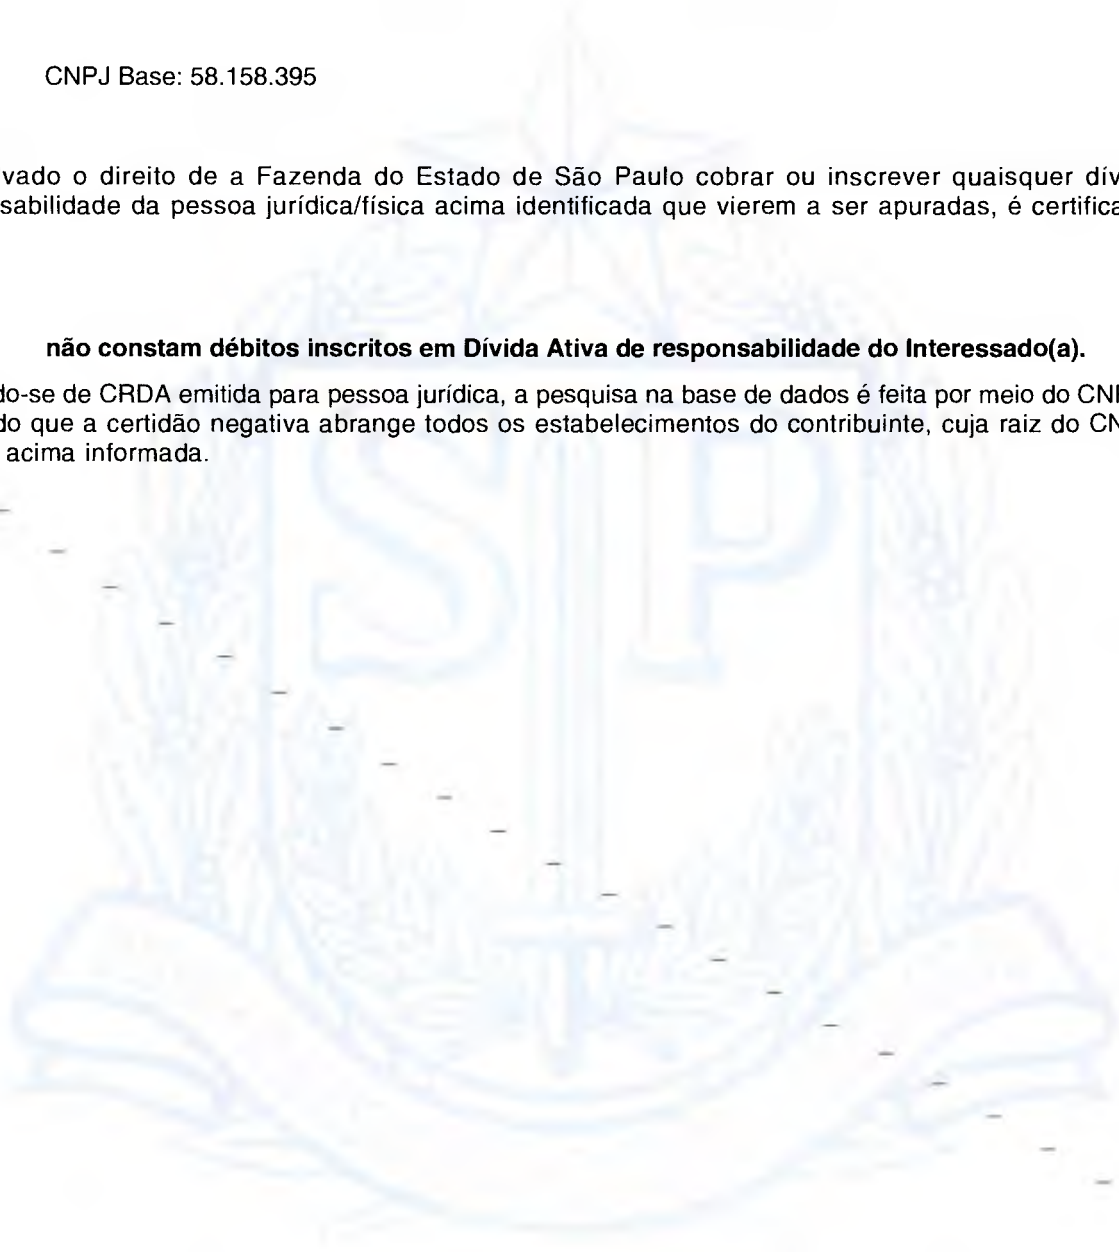 CNPJ Base: 58.158.395
vado o direito de a Fazenda do Estado de São Paulo cobrar ou inscrever quaisquer dív
sabilidade da pessoa jurídica/física acima identificada que vierem a ser apuradas, é certifica
não constam débitos inscritos em Dívida Ativa de responsabilidade do Interessado(a).
do-se de CRDA emitida para pessoa jurídica, a pesquisa na base de dados é feita por meio do CN
do que a certidão negativa abrange todos os estabelecimentos do contribuinte, cuja raiz do CN
acima informada.
SP